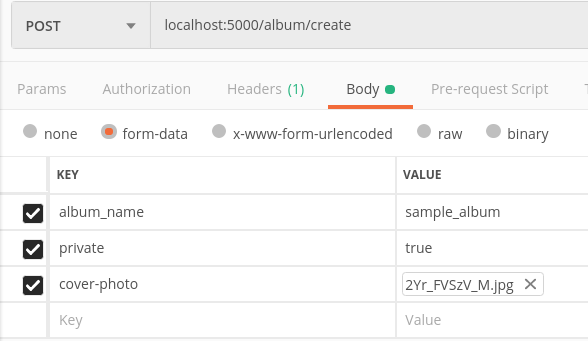 POST localhost:5000/album/create
Params Authorization Headers (1) Body Pre-request Script T
none form-data x-www-form-urlencoded raw binary
KEY VALUE
album_name sample_album
private true
cover-photo 2Yr_FVSzV_M.jpg
Key Value